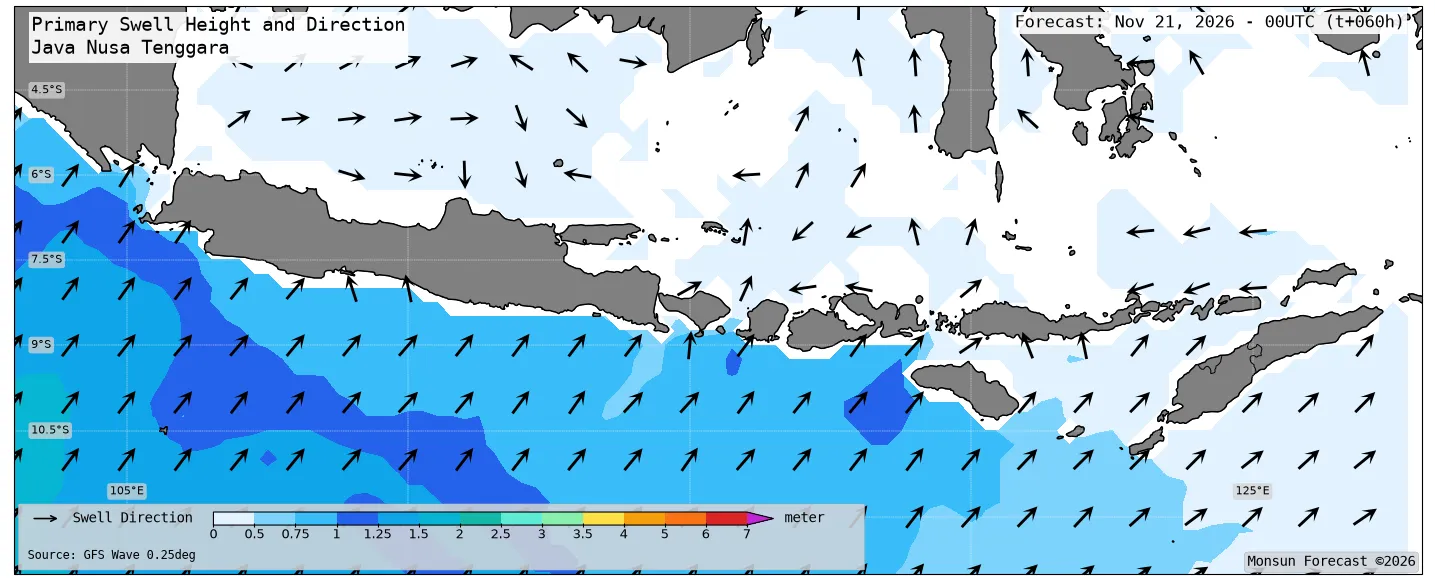 Primary Swell Height and Direction
Java Nusa Tenggara
Forecast: Nov 21, 2026 - 00UTC (t+060h)
4.5°S
6°S
7.5°S
9°S
10.5°S
105°E
125°E
Swell Direction
0 0.5 0.75 1 1.25 1.5 2 2.5 3 3.5 4 5 6 7
meter
Source: GFS Wave 0.25deg
Monsun Forecast ©2026